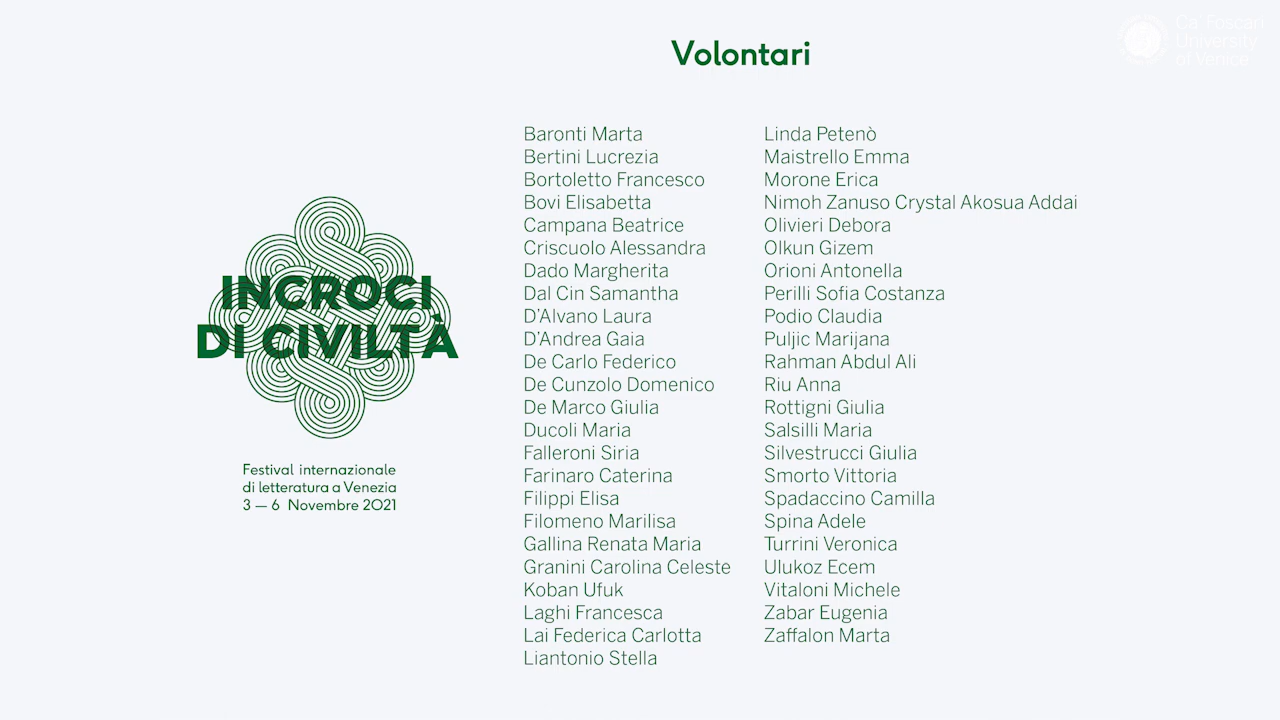 Volontari
Ca' Foscari
University
of Venice
INCROCI
DI CIVILTÀ
Festival internazionale
di letteratura a Venezia
3 — 6 Novembre 2021
Baronti Marta
Bertini Lucrezia
Bortoletto Francesco
Bovi Elisabetta
Campana Beatrice
Criscuolo Alessandra
Dado Margherita
Dal Cin Samantha
D'Alvano Laura
D'Andrea Gaia
De Carlo Federico
De Cunzolo Domenico
De Marco Giulia
Ducoli Maria
Falleroni Siria
Farinaro Caterina
Filippi Elisa
Filomeno Marilisa
Gallina Renata Maria
Granini Carolina Celeste
Koban Ufuk
Laghi Francesca
Lai Federica Carlotta
Liantonio Stella
Linda Petenò
Maistrello Emma
Morone Erica
Nimoh Zanuso Crystal Akosua Addai
Olivieri Debora
Olkun Gizem
Orioni Antonella
Perilli Sofia Costanza
Podio Claudia
Puljic Marijana
Rahman Abdul Ali
Riu Anna
Rottigni Giulia
Salsilli Maria
Silvestrucci Giulia
Smorto Vittoria
Spadaccino Camilla
Spina Adele
Turrini Veronica
Ulukoz Ecem
Vitaloni Michele
Zabar Eugenia
Zaffalon Marta